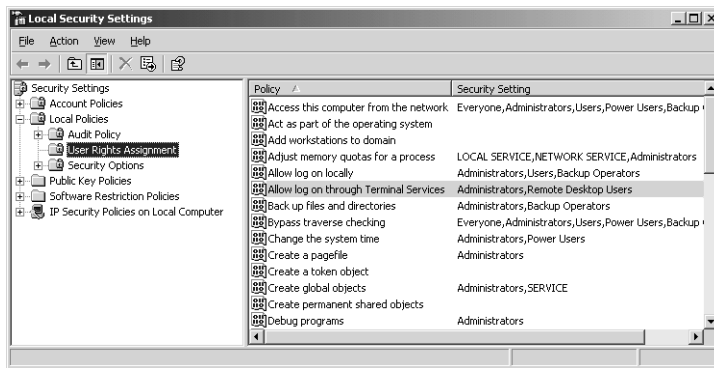 Local Security Settings
File Action View Help
Security Settings
Account Policies
Local Policies
Audit Policy
User Rights Assignment
Security Options
Public Key Policies
Software Restriction Policies
IP Security Policies on Local Computer
Policy Security Setting
Access this computer from the network Everyone,Administrators,Users,Power Users,Backup
Act as part of the operating system
Add workstations to domain
Adjust memory quotas for a process LOCAL SERVICE,NETWORK SERVICE,Administrators
Allow log on locally Administrators,Users,Backup Operators
Allow log on through Terminal Services Administrators,Remote Desktop Users
Back up files and directories Administrators,Backup Operators
Bypass traverse checking Everyone,Administrators,Users,Power Users,Backup
Change the system time Administrators,Power Users
Create a pagefile Administrators
Create a token object
Create global objects Administrators,SERVICE
Create permanent shared objects
Debug programs Administrators